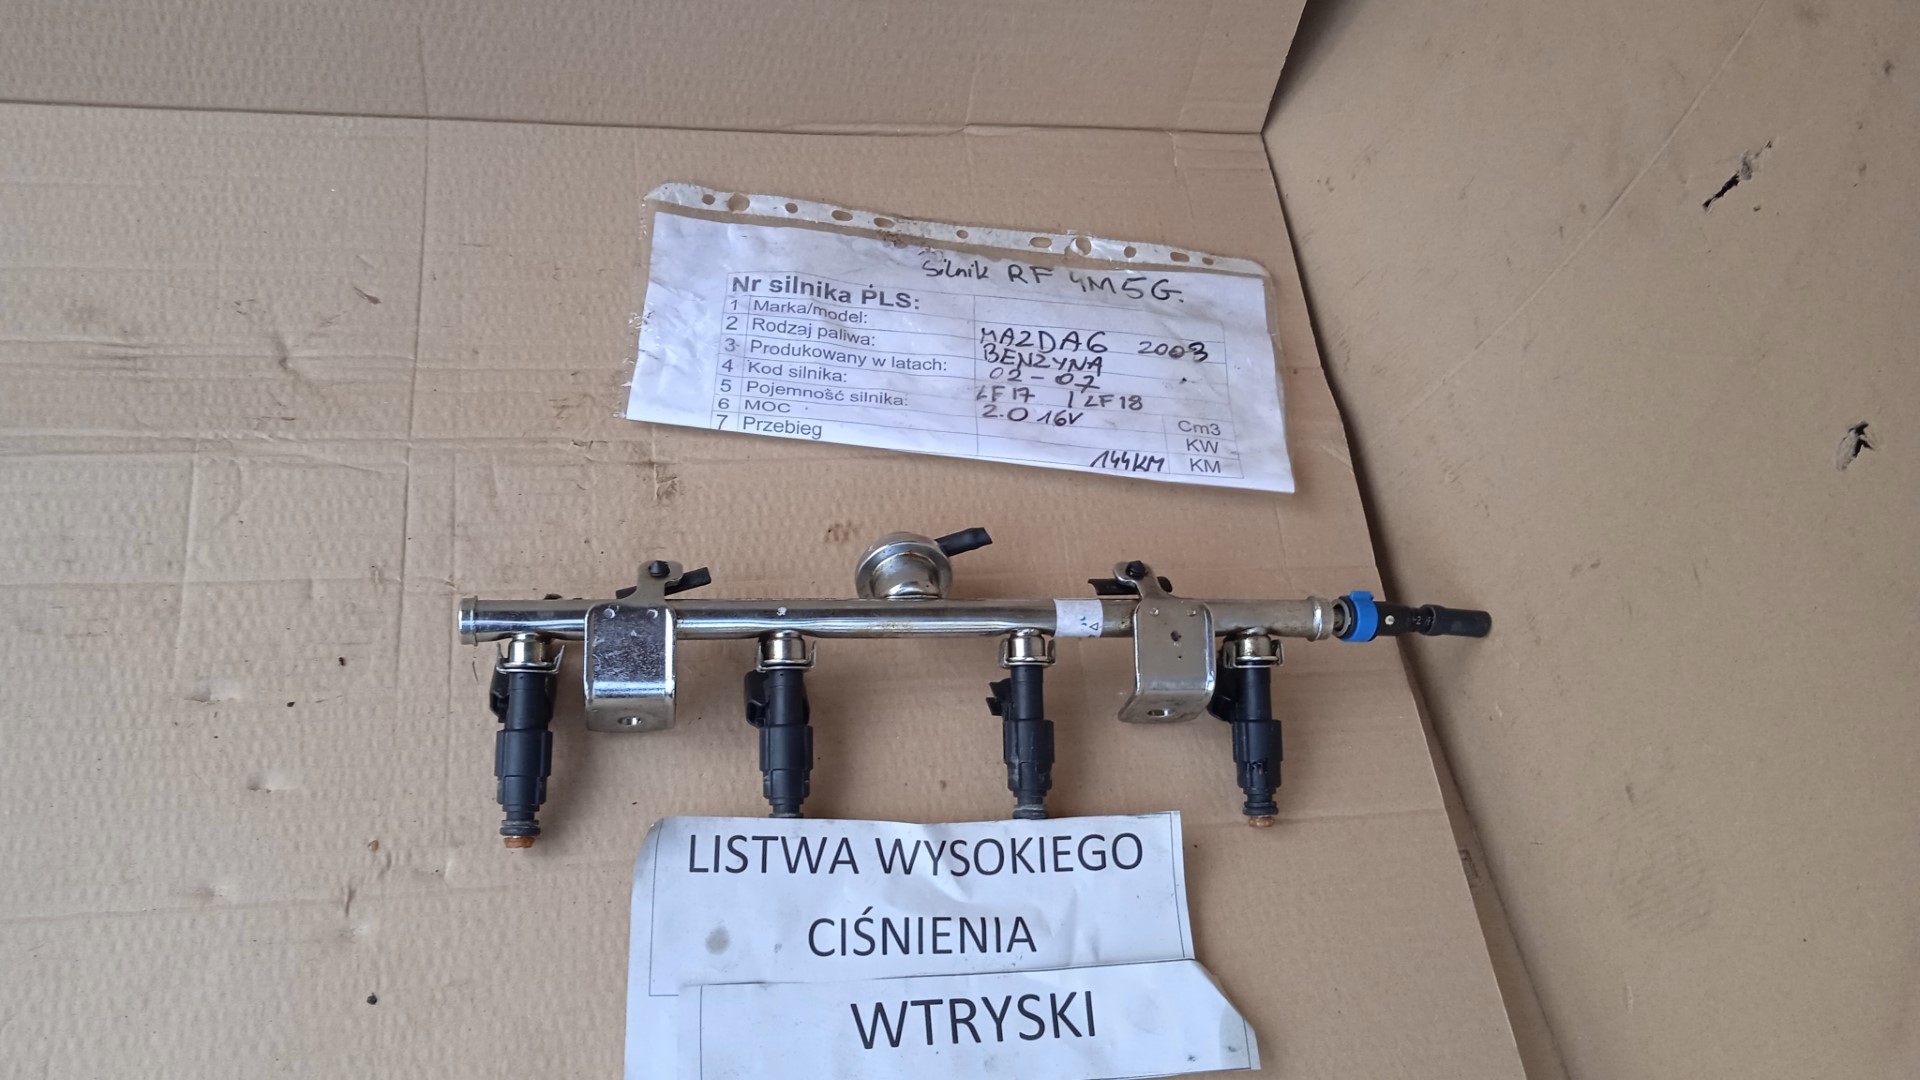 Silnik RF 4M5G.
Nr silnika PLS:
1 Marka/model: MAZDA6 2003
2 Rodzaj paliwa: BENZYNA
3 Produkowany w latach: 02-07
4 Kod silnika: LF17 / LF18
5 Pojemność silnika: 2.0 16V Cm3
6 MOC KW
7 Przebieg 144KM KM
LISTWA WYSOKIEGO
CIŚNIENIA
WTRYSKI